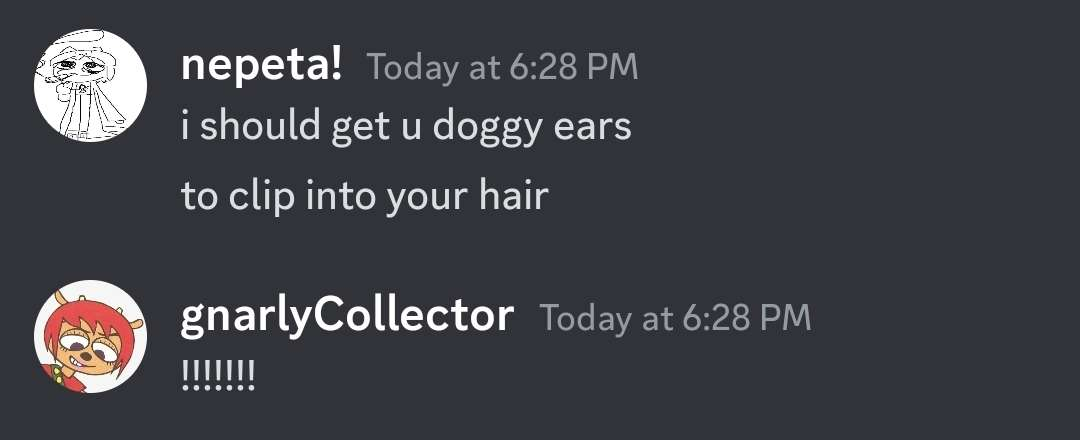 nepeta! Today at 6:28 PM
i should get u doggy ears
to clip into your hair
gnarlyCollector Today at 6:28 PM
!!!!!!!